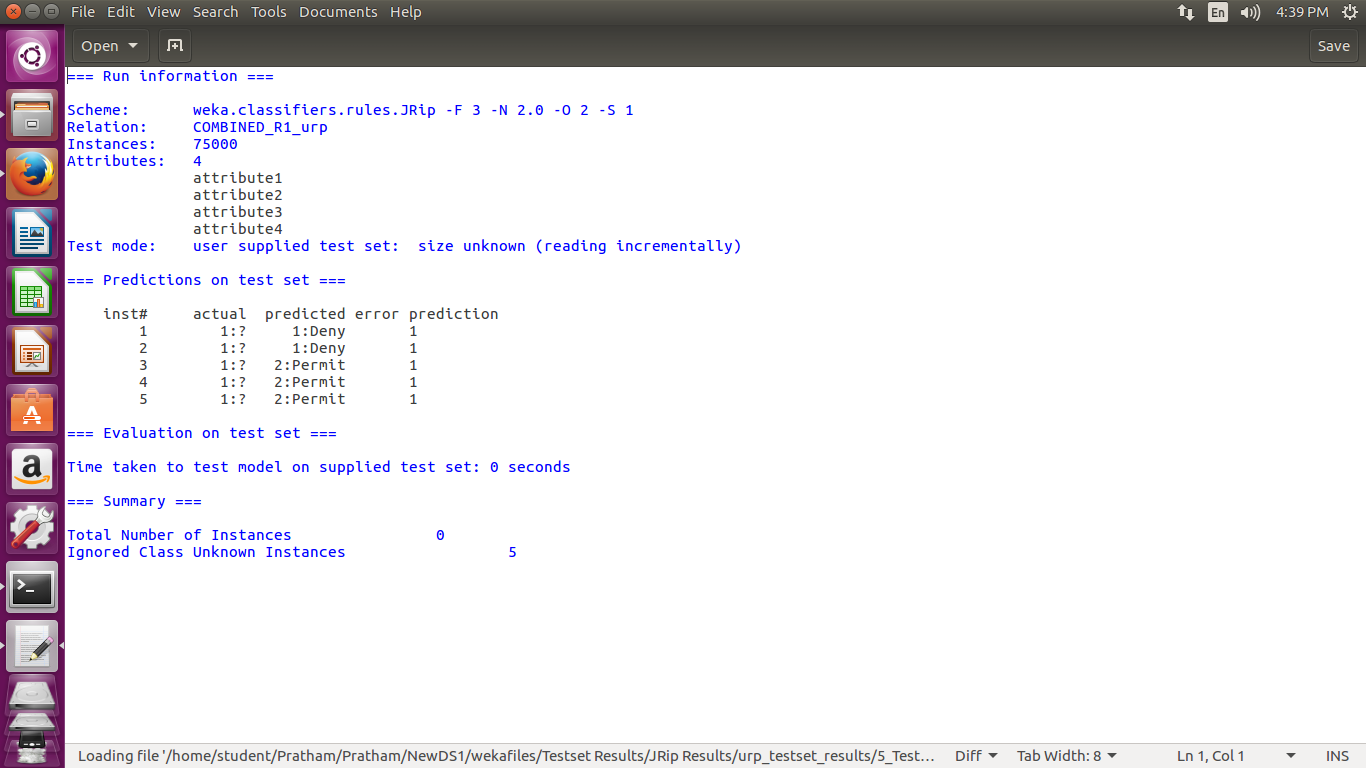 File Edit View Search Tools Documents Help En 4:39 PM
Open Save
=== Run information ===
Scheme: weka.classifiers.rules.JRip -F 3 -N 2.0 -O 2 -S 1
Relation: COMBINED_R1_urp
Instances: 75000
Attributes: 4
attribute1
attribute2
attribute3
attribute4
Test mode: user supplied test set: size unknown (reading incrementally)
=== Predictions on test set ===
inst# actual predicted error prediction
1 1:? 1:Deny 1
2 1:? 1:Deny 1
3 1:? 2:Permit 1
4 1:? 2:Permit 1
5 1:? 2:Permit 1
=== Evaluation on test set ===
Time taken to test model on supplied test set: 0 seconds
=== Summary ===
Total Number of Instances 0
Ignored Class Unknown Instances 5
Loading file '/home/student/Pratham/Pratham/NewDS1/wekafiles/Testset Results/JRip Results/urp_testset_results/5_Test... Diff Tab Width: 8 Ln 1, Col 1 INS